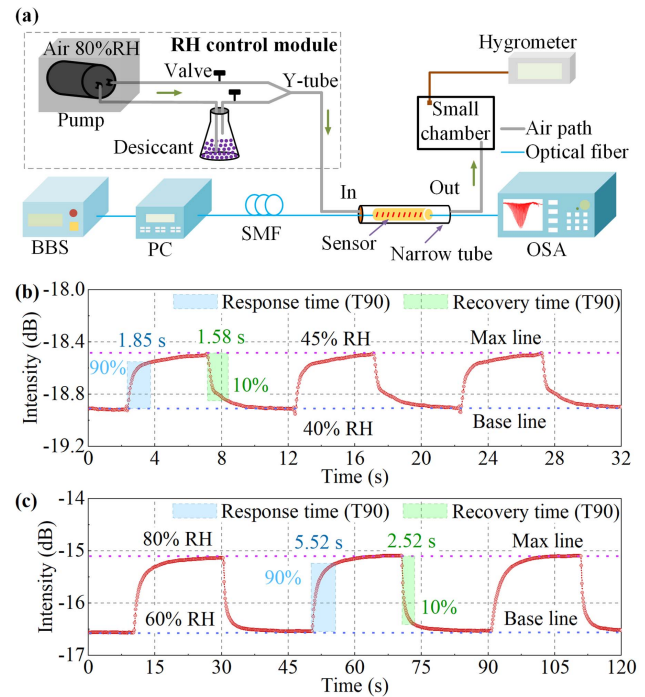 (a)
Air 80%RH
RH control module
Valve
Y-tube
Pump
Desiccant
Hygrometer
Small
chamber
Air path
Optical fiber
In
Out
BBS
PC
SMF
Sensor
Narrow tube
OSA
(b)
-18.0
-18.4
-18.8
-19.2
Intensity (dB)
Response time (T90)
Recovery time (T90)
1.85 s
1.58 s
45% RH
Max line
90%
10%
40% RH
Base line
0 4 8 12 16 20 24 28 32
Time (s)
(c)
-14
-15
-16
-17
Intensity (dB)
Response time (T90)
Recovery time (T90)
80% RH
5.52 s
2.52 s
Max line
90%
10%
60% RH
Base line
0 15 30 45 60 75 90 105 120
Time (s)